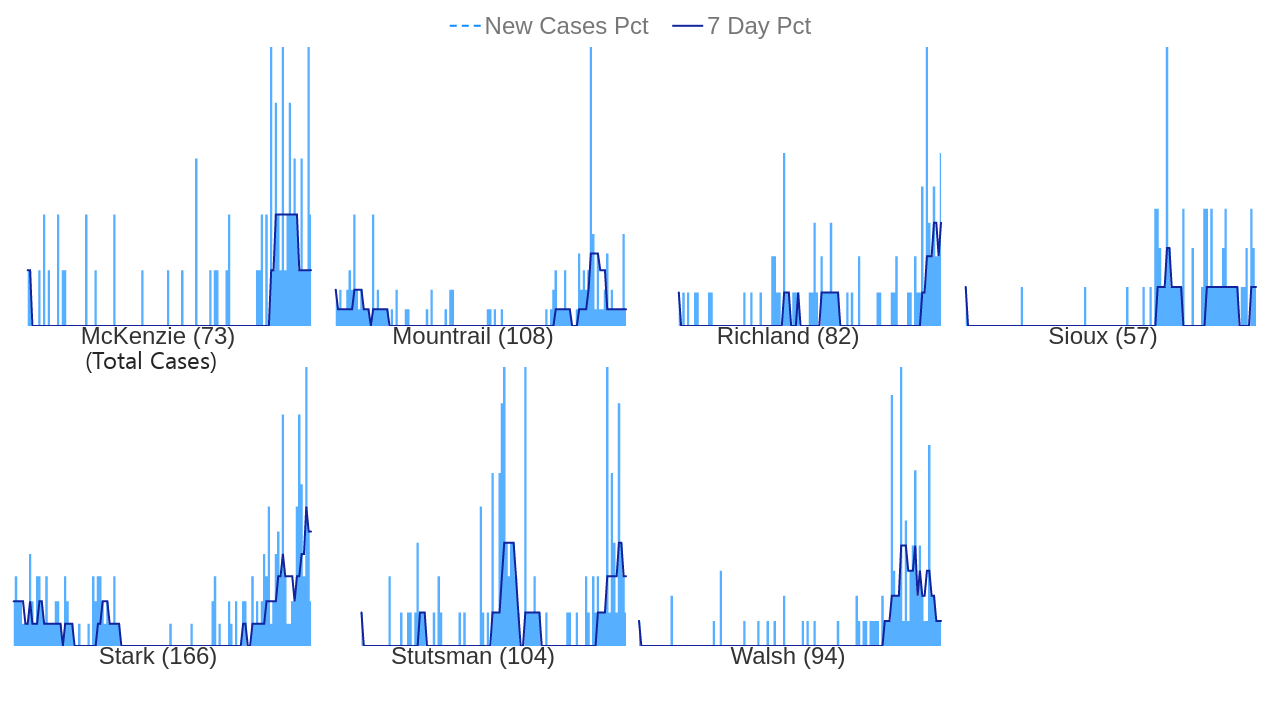 New Cases Pct 7 Day Pct
McKenzie (73) Mountrail (108) Richland (82) Sioux (57)
(Total Cases)
Stark (166) Stutsman (104) Walsh (94)